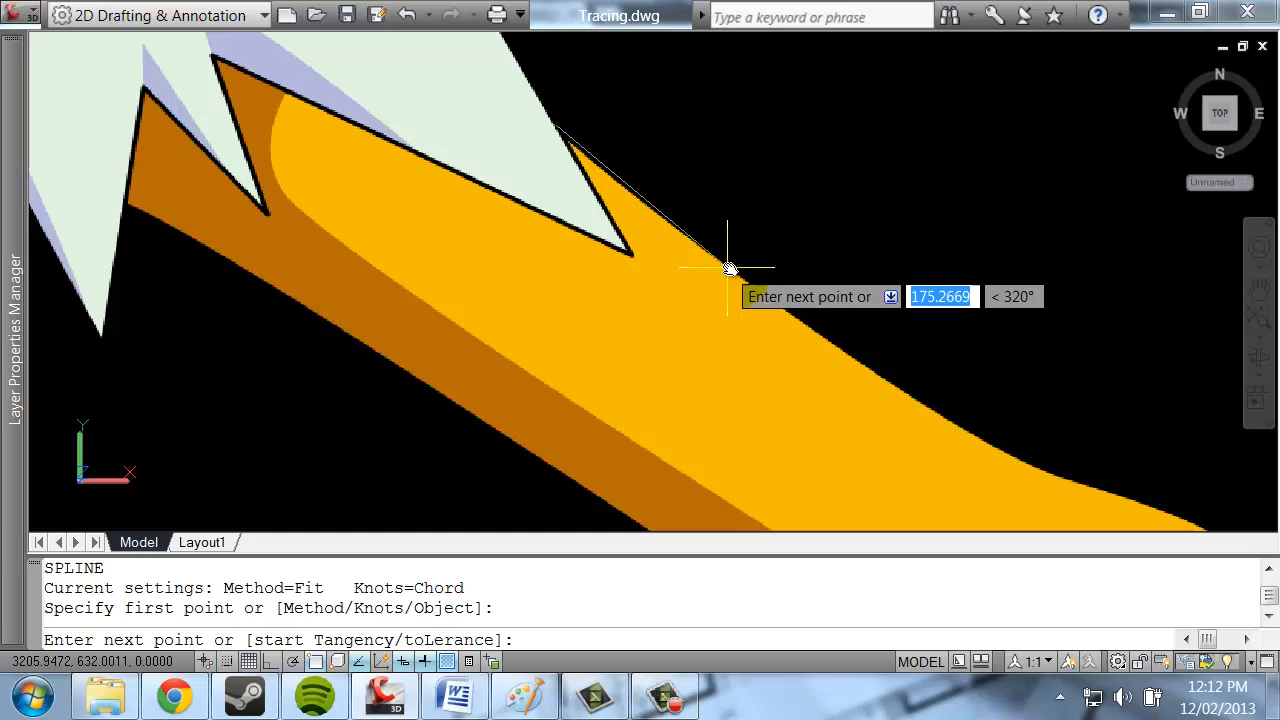 3D
2D Drafting & Annotation
Tracing.dwg
Type a keyword or phrase
N
W TOP E
S
Unnamed
Layer Properties Manager
Enter next point or 175.2669 < 320°
Y
X
Model Layout1
SPLINE
Current settings: Method=Fit Knots=Chord
Specify first point or [Method/Knots/Object]:
Enter next point or [start Tangency/toLerance]:
3205.9472, 632.0011, 0.0000 MODEL 1:1
3D
12:12 PM
12/02/2013